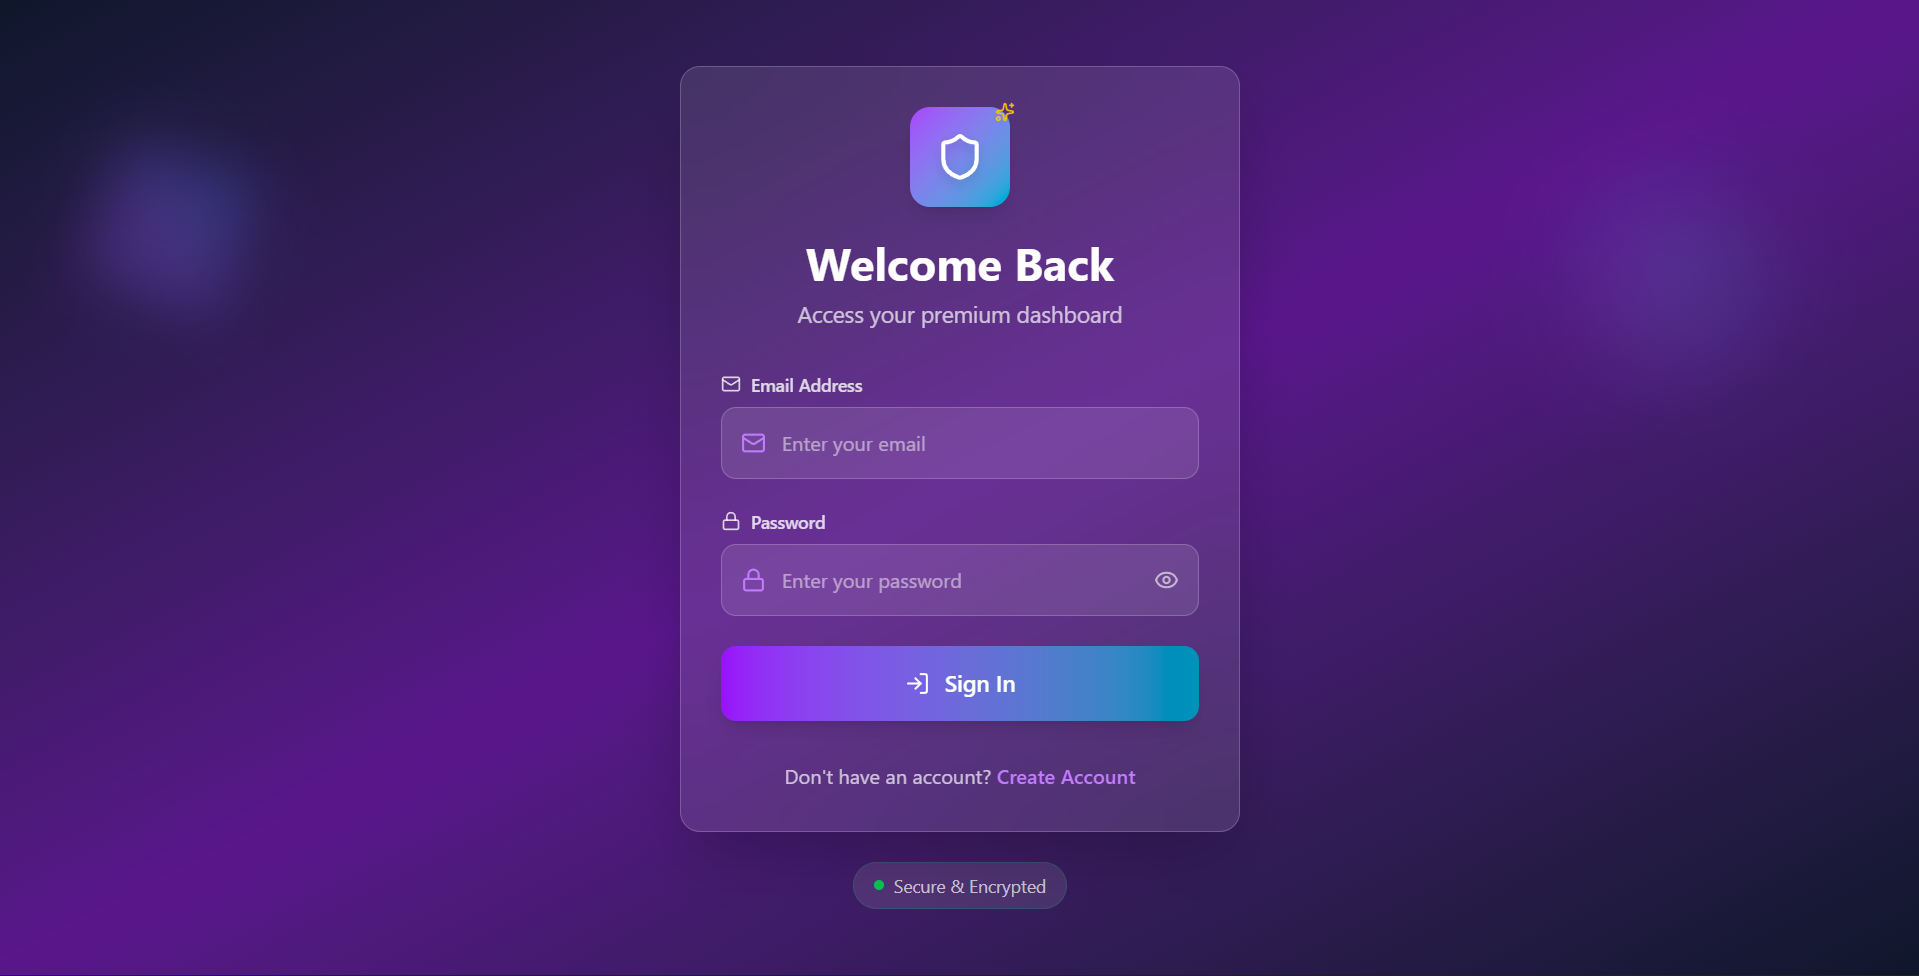 Welcome Back
Access your premium dashboard
Email Address
Enter your email
Password
Enter your password
Sign In
Don't have an account? Create Account
Secure & Encrypted